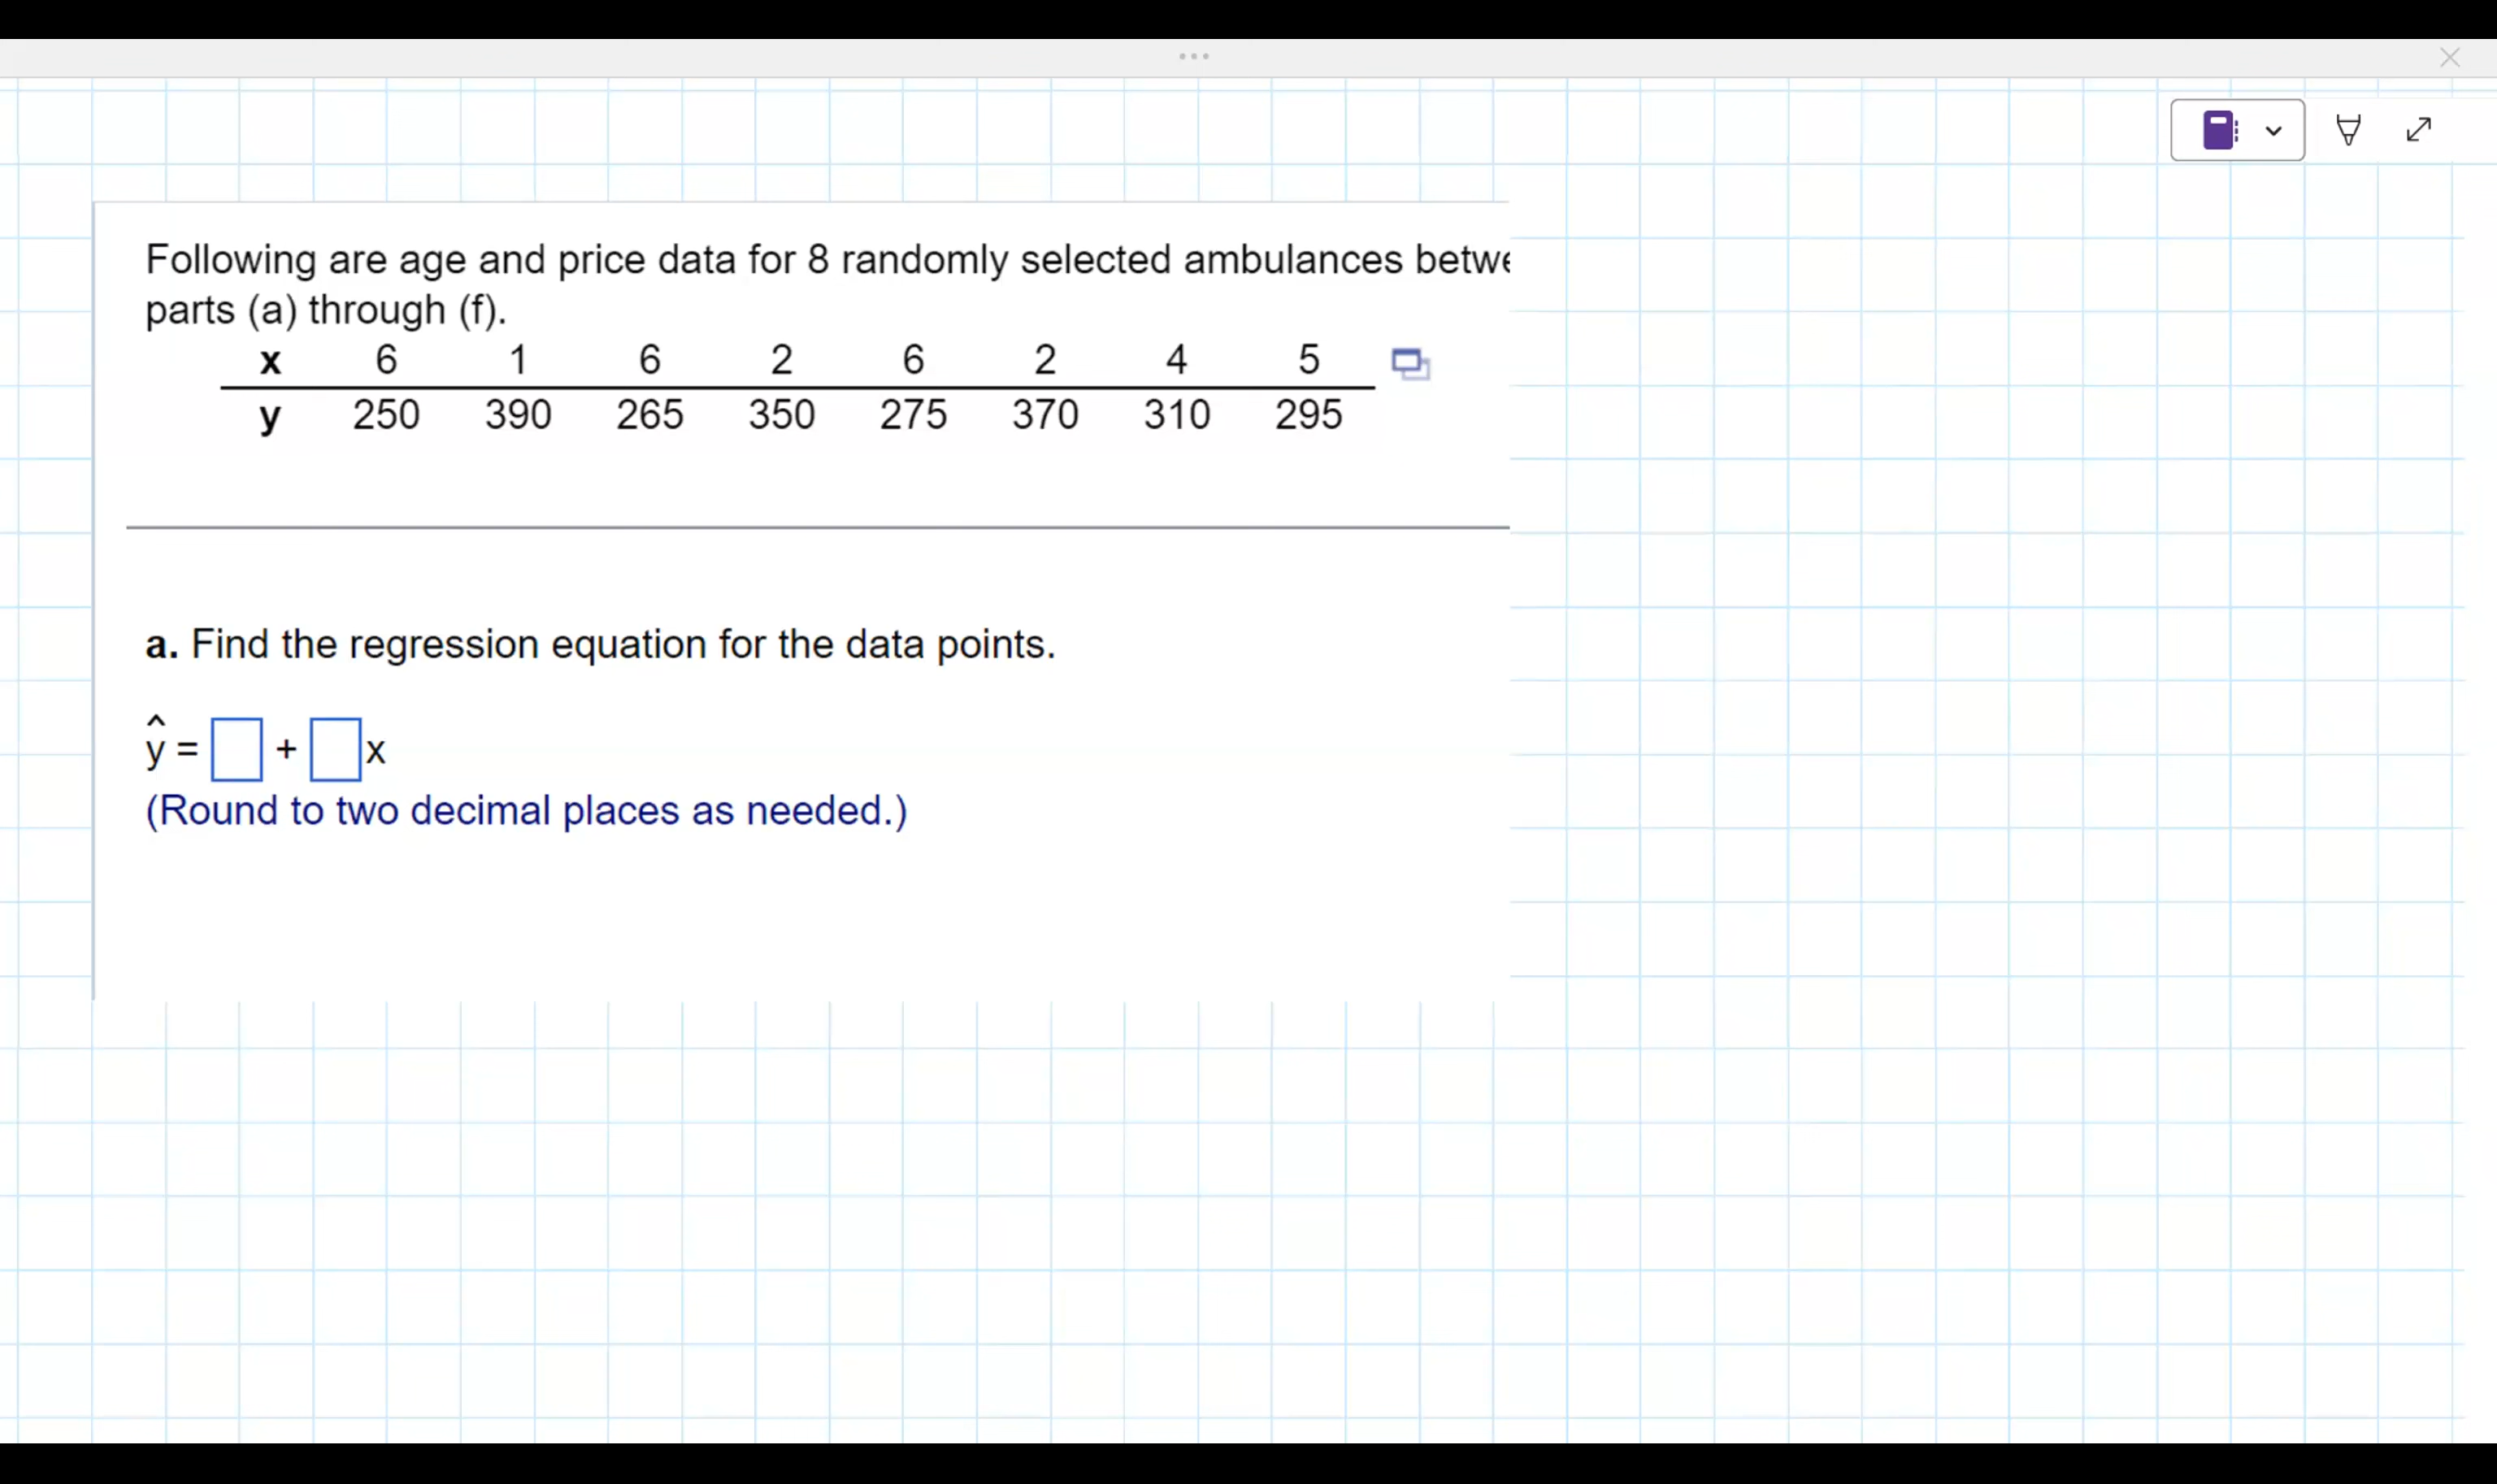 Following are age and price data for 8 randomly selected ambulances
parts (a) through (f).
x 6 1 6 2 6 2 4 5
y 250 390 265 350 275 370 310 295
a. Find the regression equation for the data points.
ŷ = + x
(Round to two decimal places as needed.)